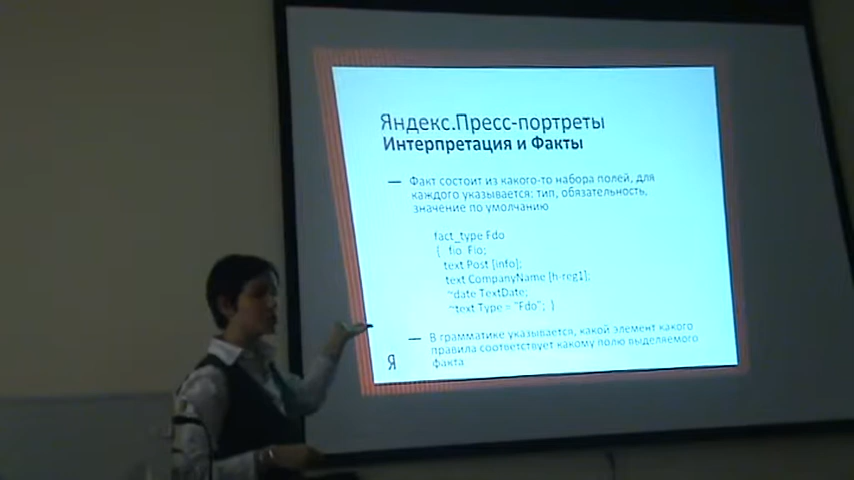 Яндекс.Пресс-портреты
Интерпретация и Факты
— Факт состоит из какого-то набора полей, для
каждого указывается: тип, обязательность,
значение по умолчанию
fact_type Fdo
{ fio Fio;
text Post [info];
text CompanyName [h-reg1];
~date TextDate;
~text Type = "Fdo"; }
— В грамматике указывается, какой элемент какого
правила соответствует какому полю выделяемого
факта
Я